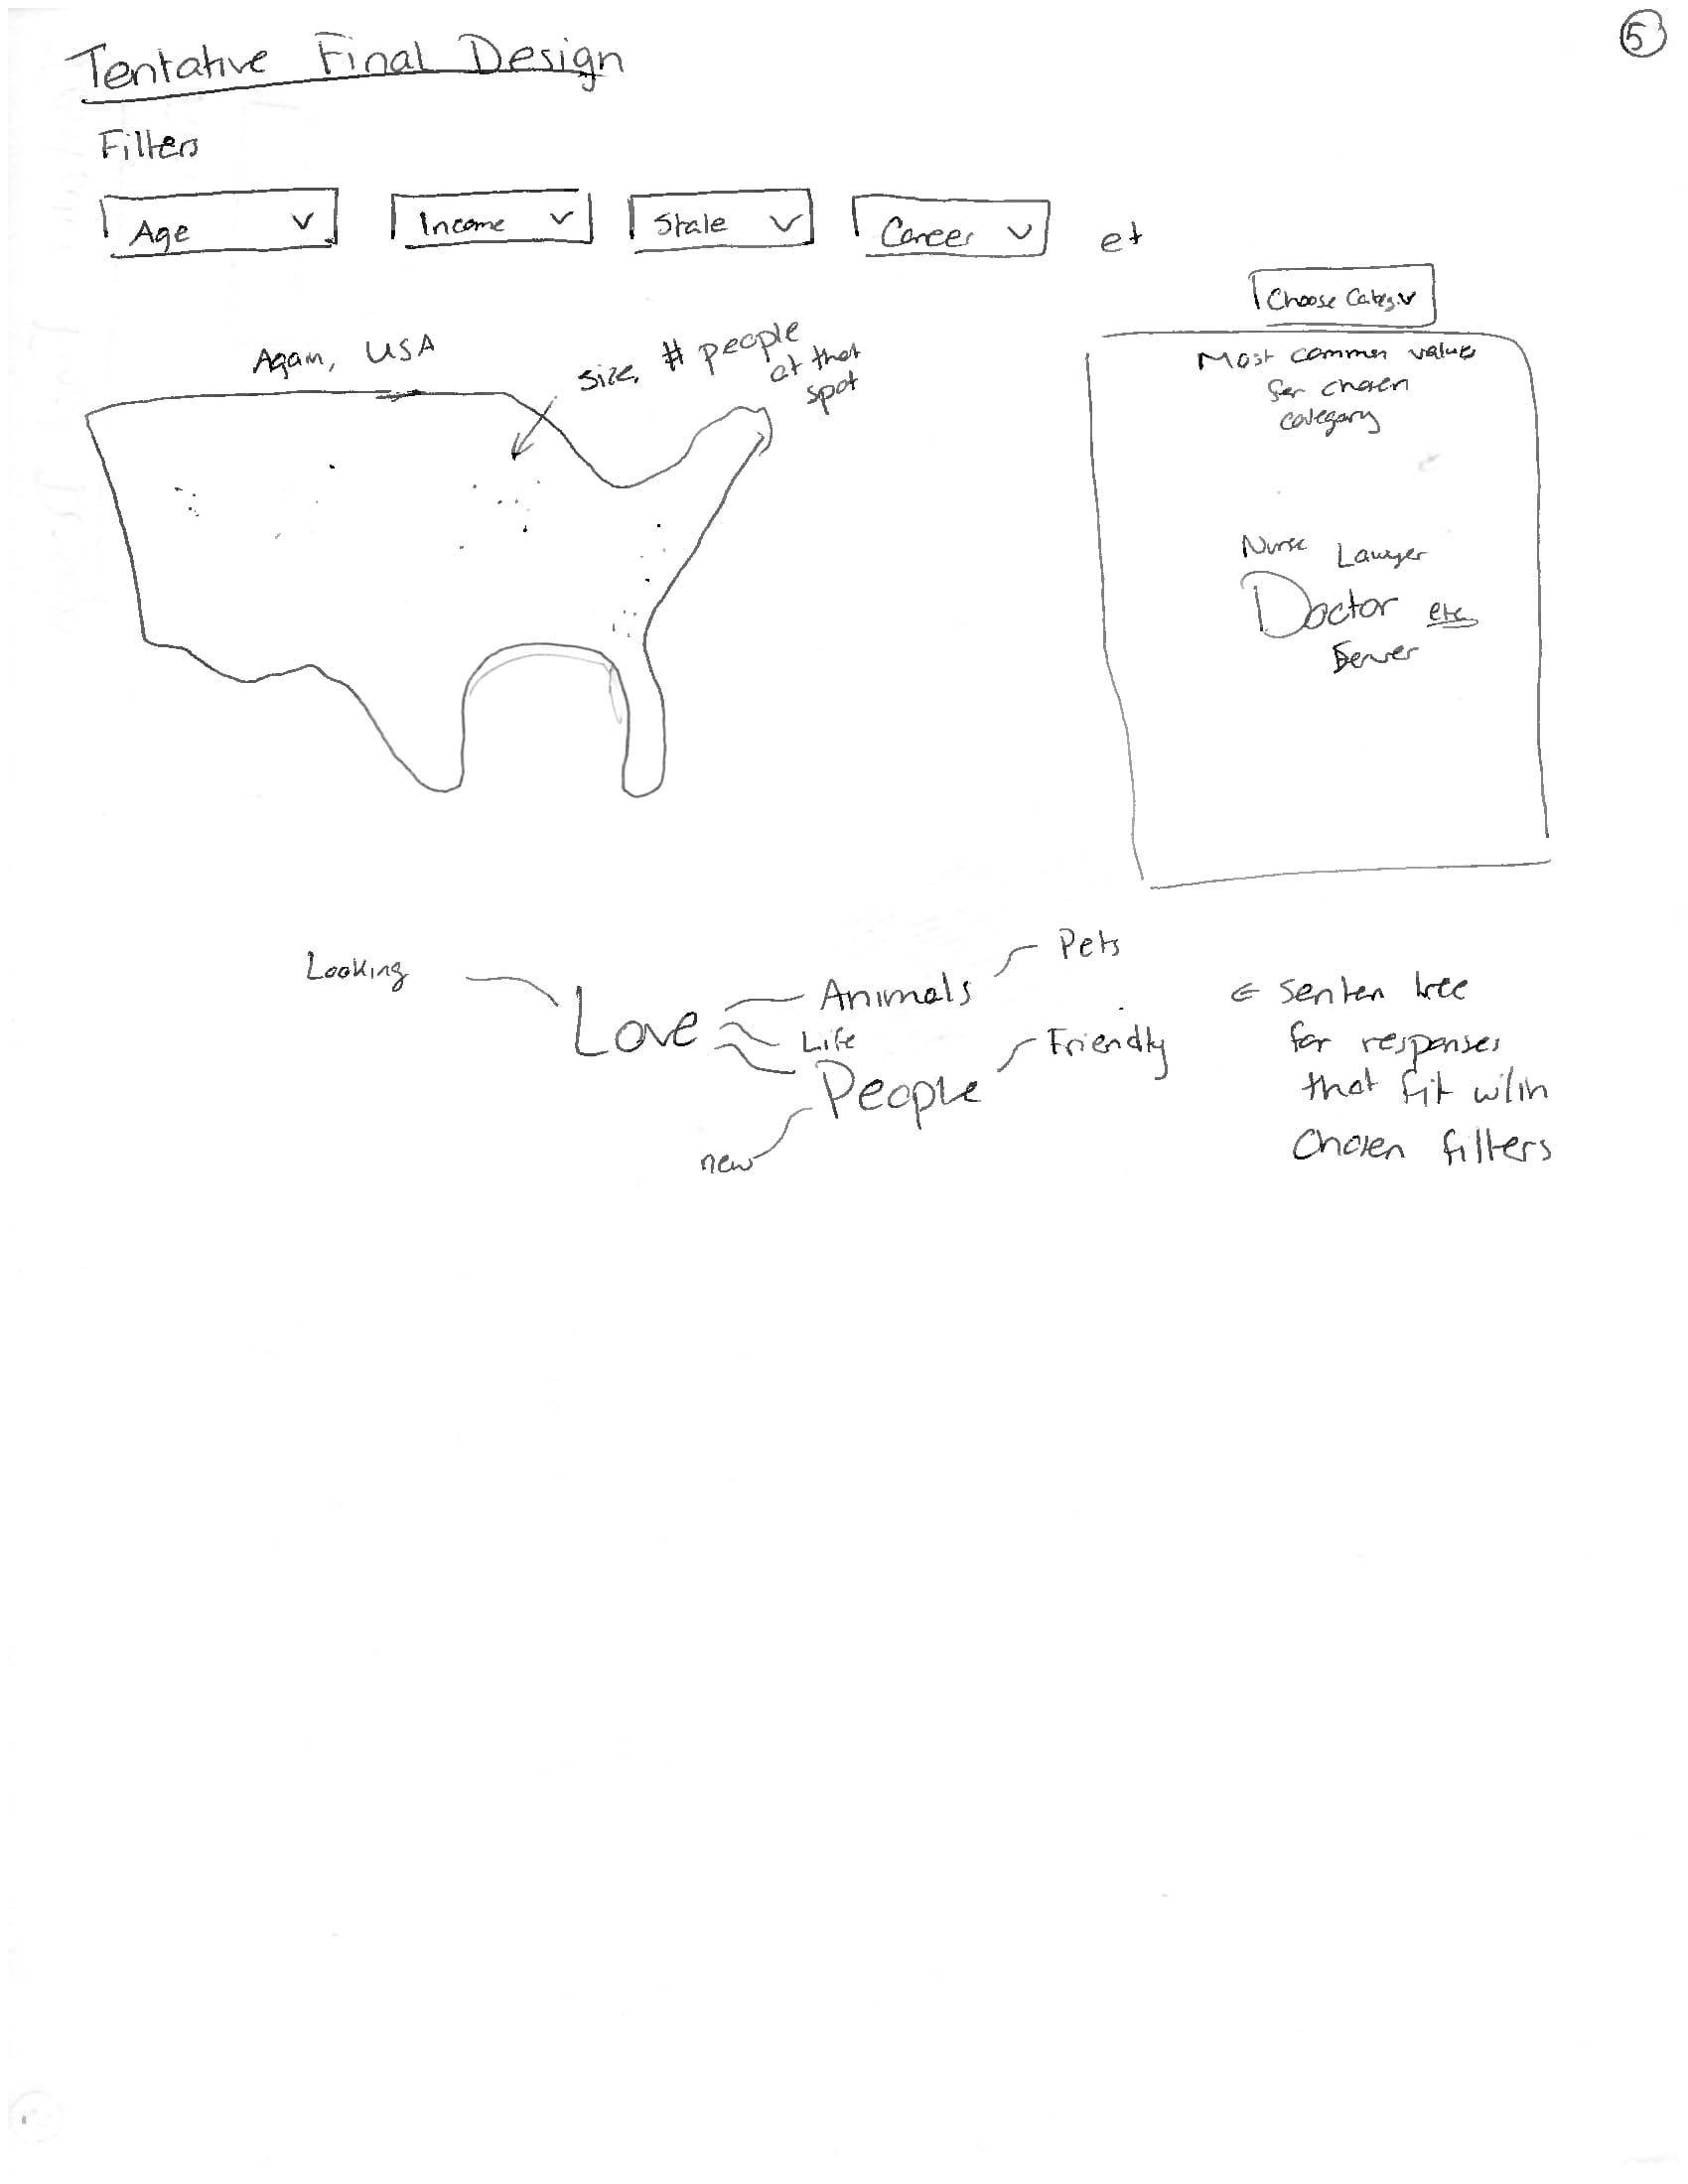 5
Tentative Final Design
Filters
Age
Income
State
Career
et
Choose Categ.
Again, USA
size, # people
at that
spot
Most common values
for chosen
category
Nurse Lawyer
Doctor etc
Server
Looking
Love
Animals
Pets
Life
People
Friendly
new
← Senten tree
for responses
that fit w/in
Chosen filters